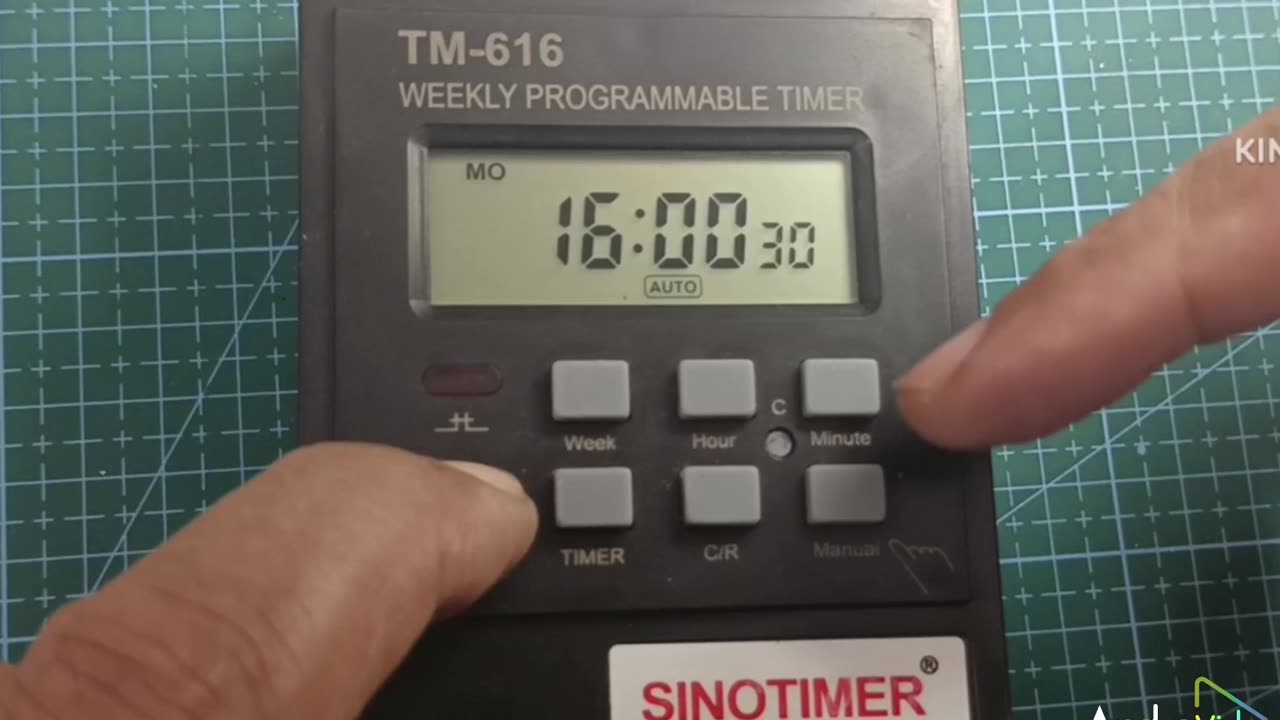 TM-616
WEEKLY PROGRAMMABLE TIMER
MO
16:00 30
AUTO
C
Week Hour Minute
TIMER C/R Manual
SINOTIMER®